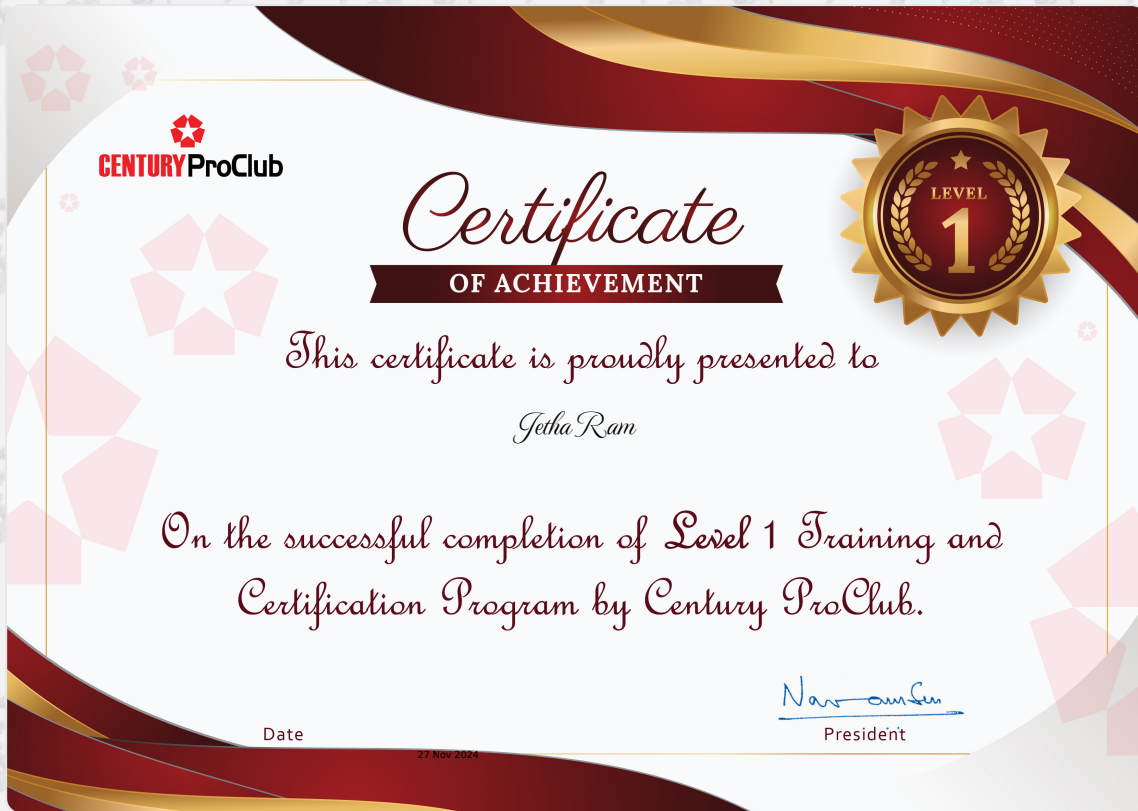 CENTURY ProClub
LEVEL
1
Certificate
OF ACHIEVEMENT
This certificate is proudly presented to
Jetha Ram
On the successful completion of Level 1 Training and
Certification Program by Century ProClub.
Date
President
27 Nov 2024